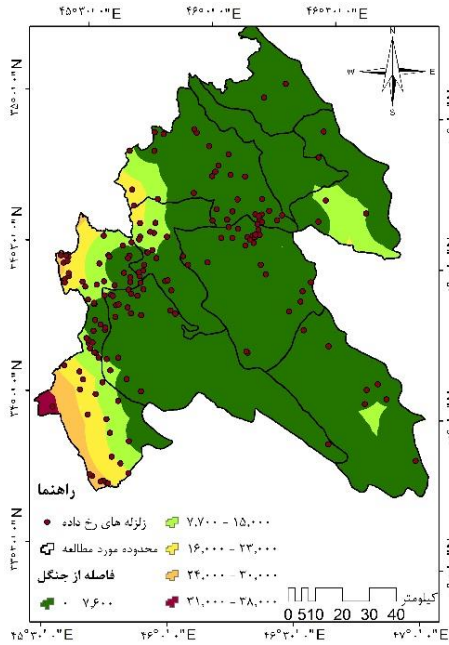 ۴۵°۳۰'۰"E ۴۶°۰'۰"E ۴۶°۳۰'۰"E
N
W E
S
۳۵°۰'۰"N
۳۴°۳۰'۰"N
۳۴°۰'۰"N
۳۳°۳۰'۰"N
راهنما
زلزله های رخ داده
محدوده مورد مطالعه
فاصله از جنگل
۰ - ۷,۶۰۰
۷,۷۰۰ - ۱۵,۰۰۰
۱۶,۰۰۰ - ۲۳,۰۰۰
۲۴,۰۰۰ - ۳۰,۰۰۰
۳۱,۰۰۰ - ۳۸,۰۰۰
کیلومتر
0 5 10 20 30 40
۴۵°۳۰'۰"E ۴۶°۰'۰"E ۴۶°۳۰'۰"E ۴۷°۰'۰"E